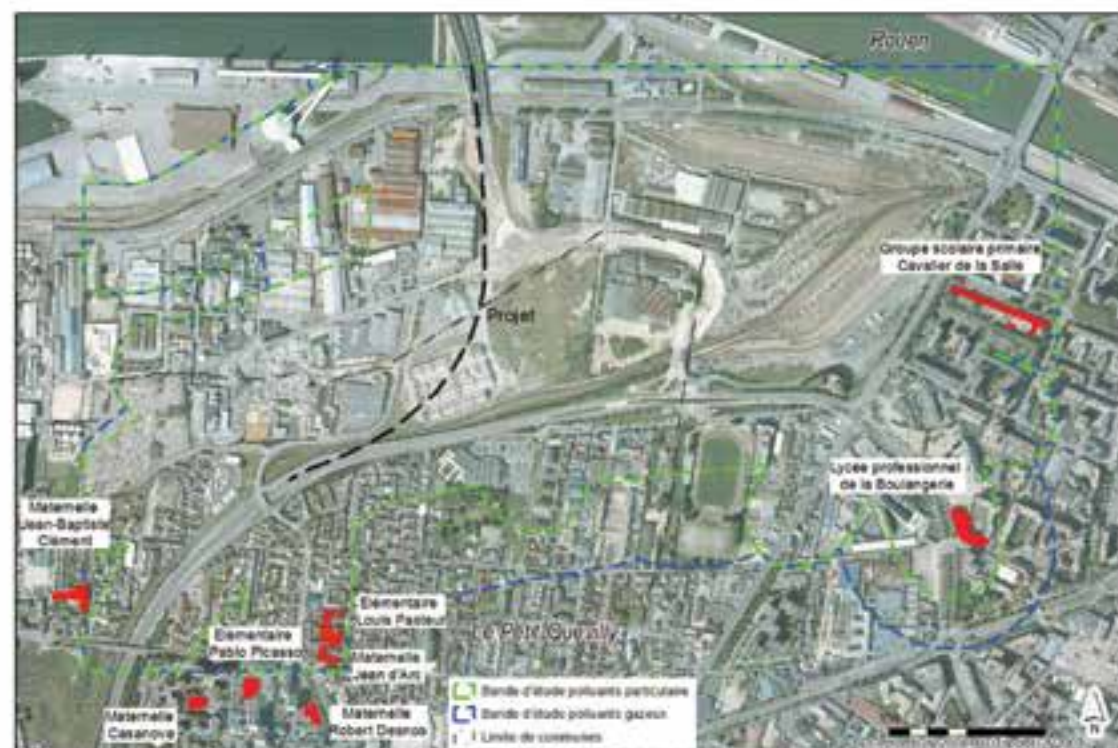 Rouen
Groupe scolaire primaire
Cavalier de la Salle
Projet
Lycée professionnel
de la Boulangerie
Maternelle
Jean-Baptiste
Clément
Elémentaire
Louis Pasteur
Le Petit-Quevilly
Elémentaire
Pablo Picasso
Maternelle
Jean d'Arc
Maternelle
Casanova
Maternelle
Robert Desnos
Bande d'étude polluants particulaire
Bande d'étude polluants gazeux
Limite de communes
N